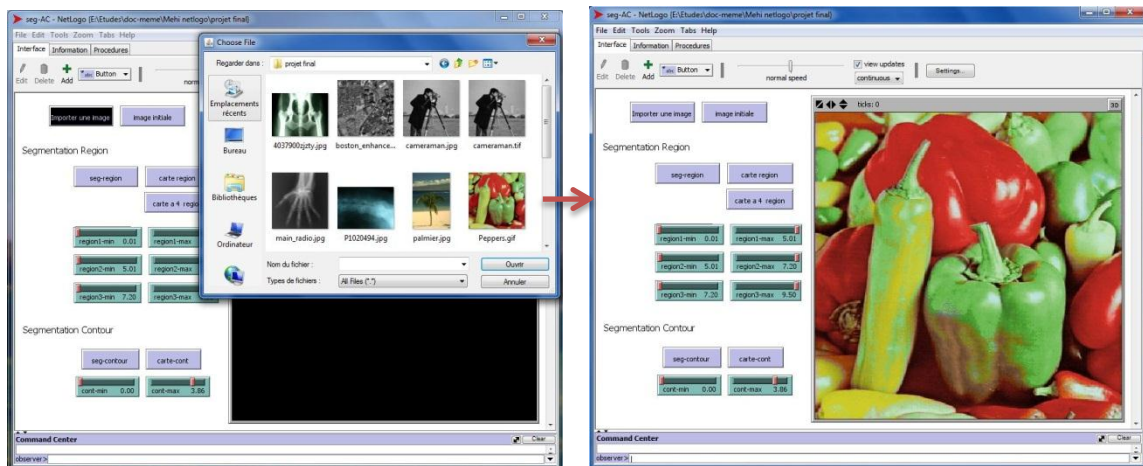 seg-AC - NetLogo {E:\Etudes\doc-meme\Mehi netlogo\projet final}
File Edit Tools Zoom Tabs Help
Interface Information Procedures
Edit Delete Add Button
norm
Importer une image image initiale
Segmentation Region
seg-region carte region
carte a 4 regio
region1-min 0.01 region1-max
region2-min 5.01 region2-max
region3-min 7.20 region3-max
Segmentation Contour
seg-contour carte-cont
cont-min 0.00 cont-max 3.86
Command Center Clear
observer>
Choose File
Regarder dans : projet final
Emplacements récents
Bureau
Bibliothèques
Ordinateur
4037900zjzty.jpg boston_enhance... cameraman.jpg cameraman.tif
main_radio.jpg P1020494.jpg palmier.jpg Peppers.gif
Nom du fichier : Ouvrir
Types de fichiers : All Files (*.*) Annuler
seg-AC - NetLogo {E:\Etudes\doc-meme\Mehi netlogo\projet final}
File Edit Tools Zoom Tabs Help
Interface Information Procedures
Edit Delete Add Button normal speed view updates continuous Settings...
ticks: 0 3D
Importer une image image initiale
Segmentation Region
seg-region carte region
carte a 4 region
region1-min 0.01 region1-max 5.01
region2-min 5.01 region2-max 7.20
region3-min 7.20 region3-max 9.50
Segmentation Contour
seg-contour carte-cont
cont-min 0.00 cont-max 3.86
Command Center Clear
observer>